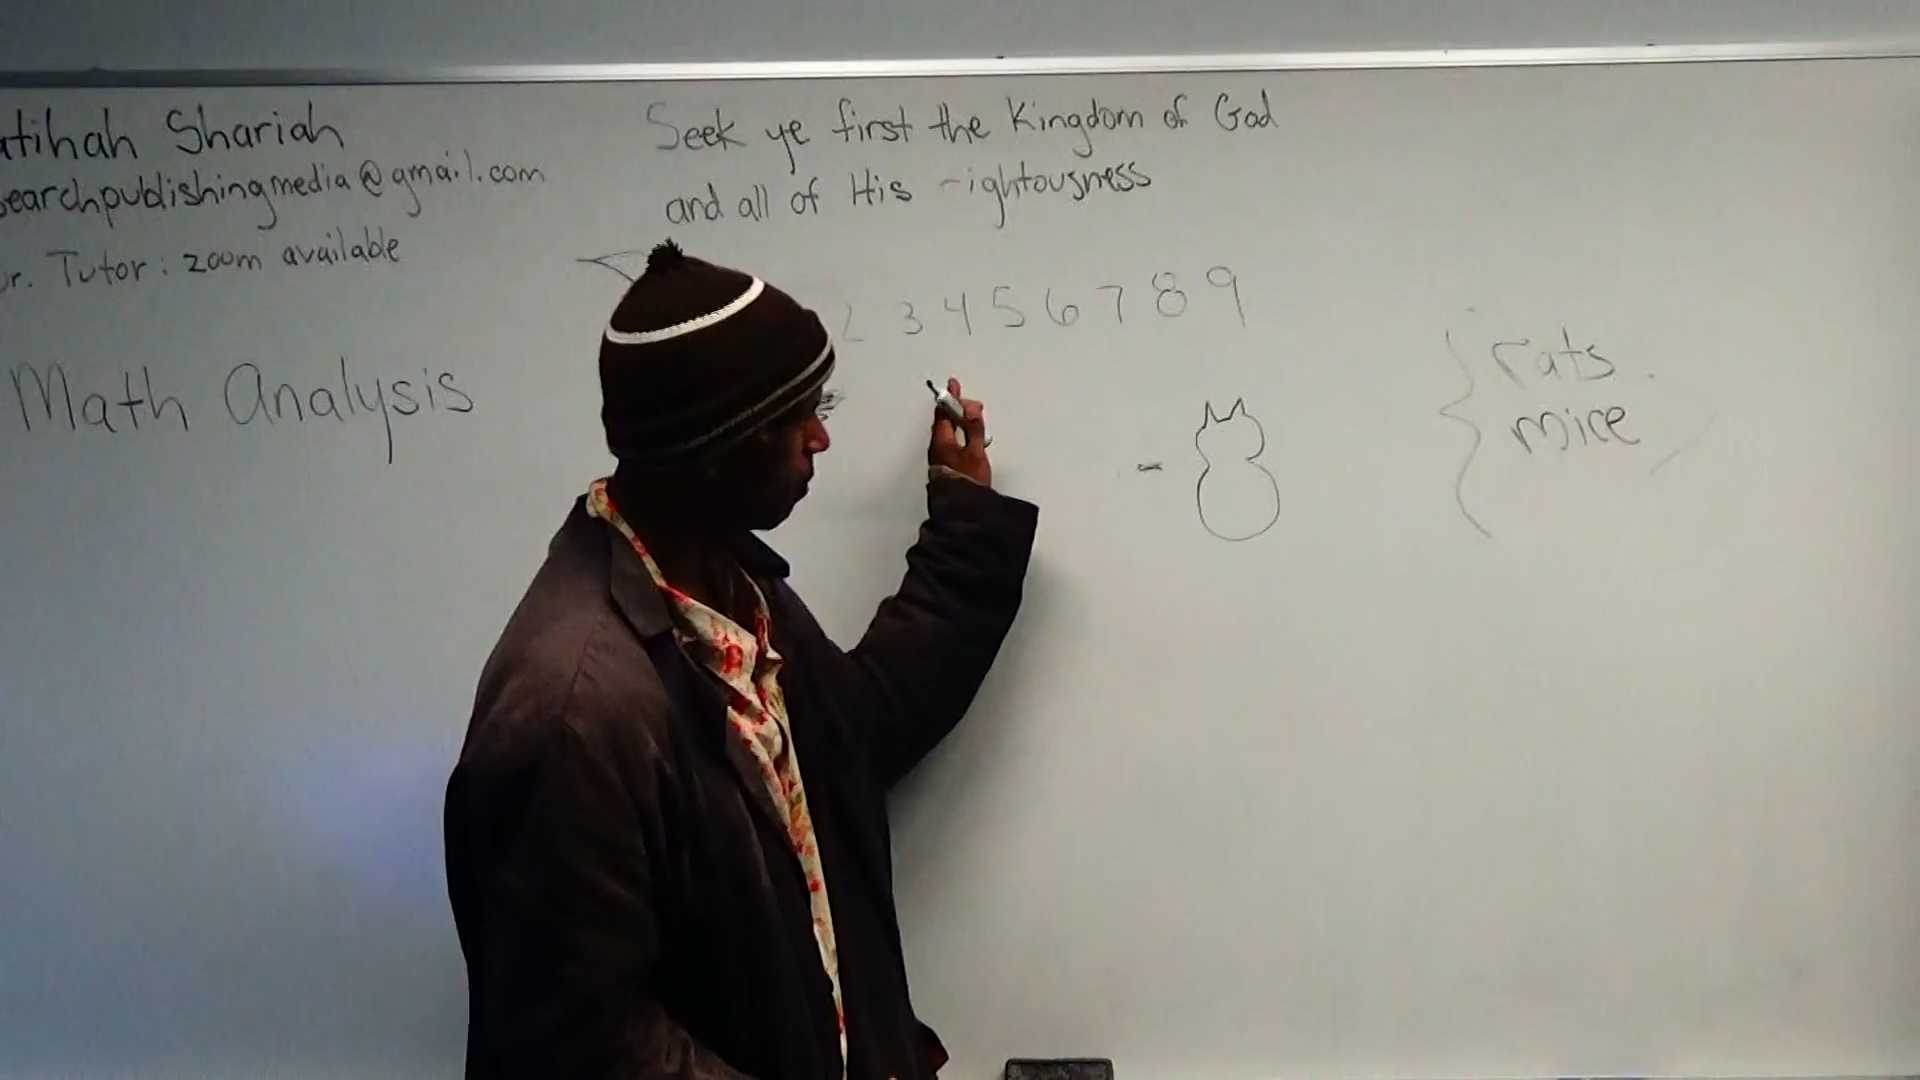 atihah Shariah
searchpublishingmedia@gmail.com
r. Tutor: zoom available
Math Analysis
Seek ye first the Kingdom of God
and all of His rightousness
2 3 4 5 6 7 8 9
-
{ rats.
mice